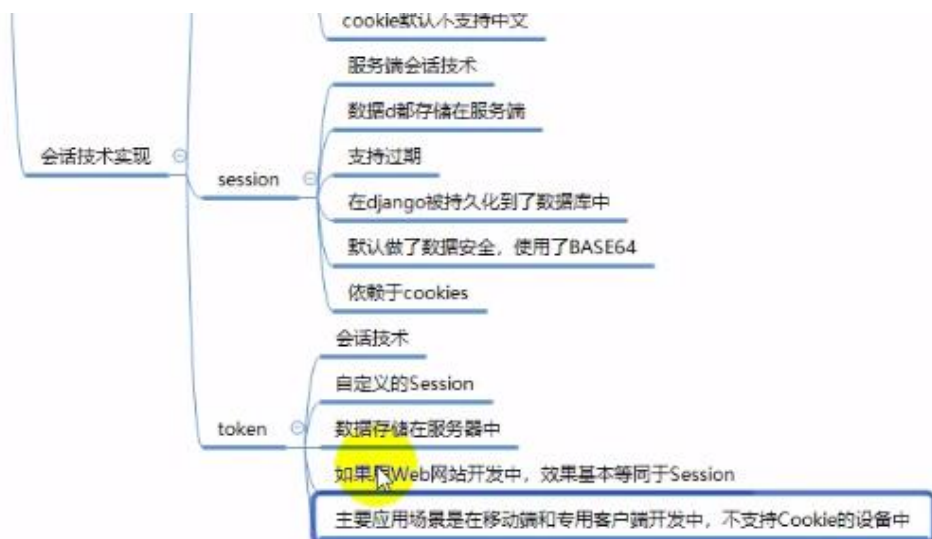 cookie默认不支持中文
服务端会话技术
数据d都存储在服务端
会话技术实现
支持过期
session
在django被持久化到了数据库中
默认做了数据安全，使用了BASE64
依赖于cookies
会话技术
自定义的Session
token
数据存储在服务器中
如果Web网站开发中，效果基本等同于Session
主要应用场景是在移动端和专用客户端开发中，不支持Cookie的设备中